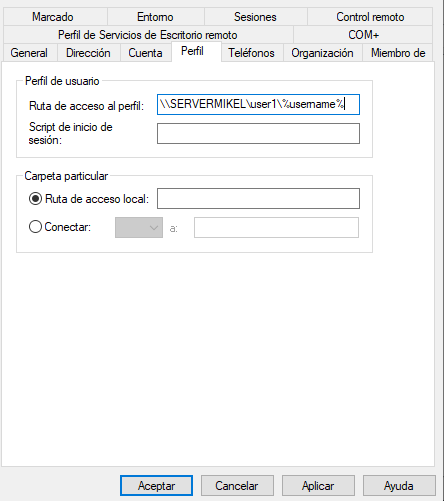 Marcado Entorno Sesiones Control remoto
Perfil de Servicios de Escritorio remoto COM+
General Dirección Cuenta Perfil Teléfonos Organización Miembro de
Perfil de usuario
Ruta de acceso al perfil: \\SERVERMIKEL\user1\%username%
Script de inicio de
sesión:
Carpeta particular
Ruta de acceso local:
Conectar: a:
Aceptar Cancelar Aplicar Ayuda